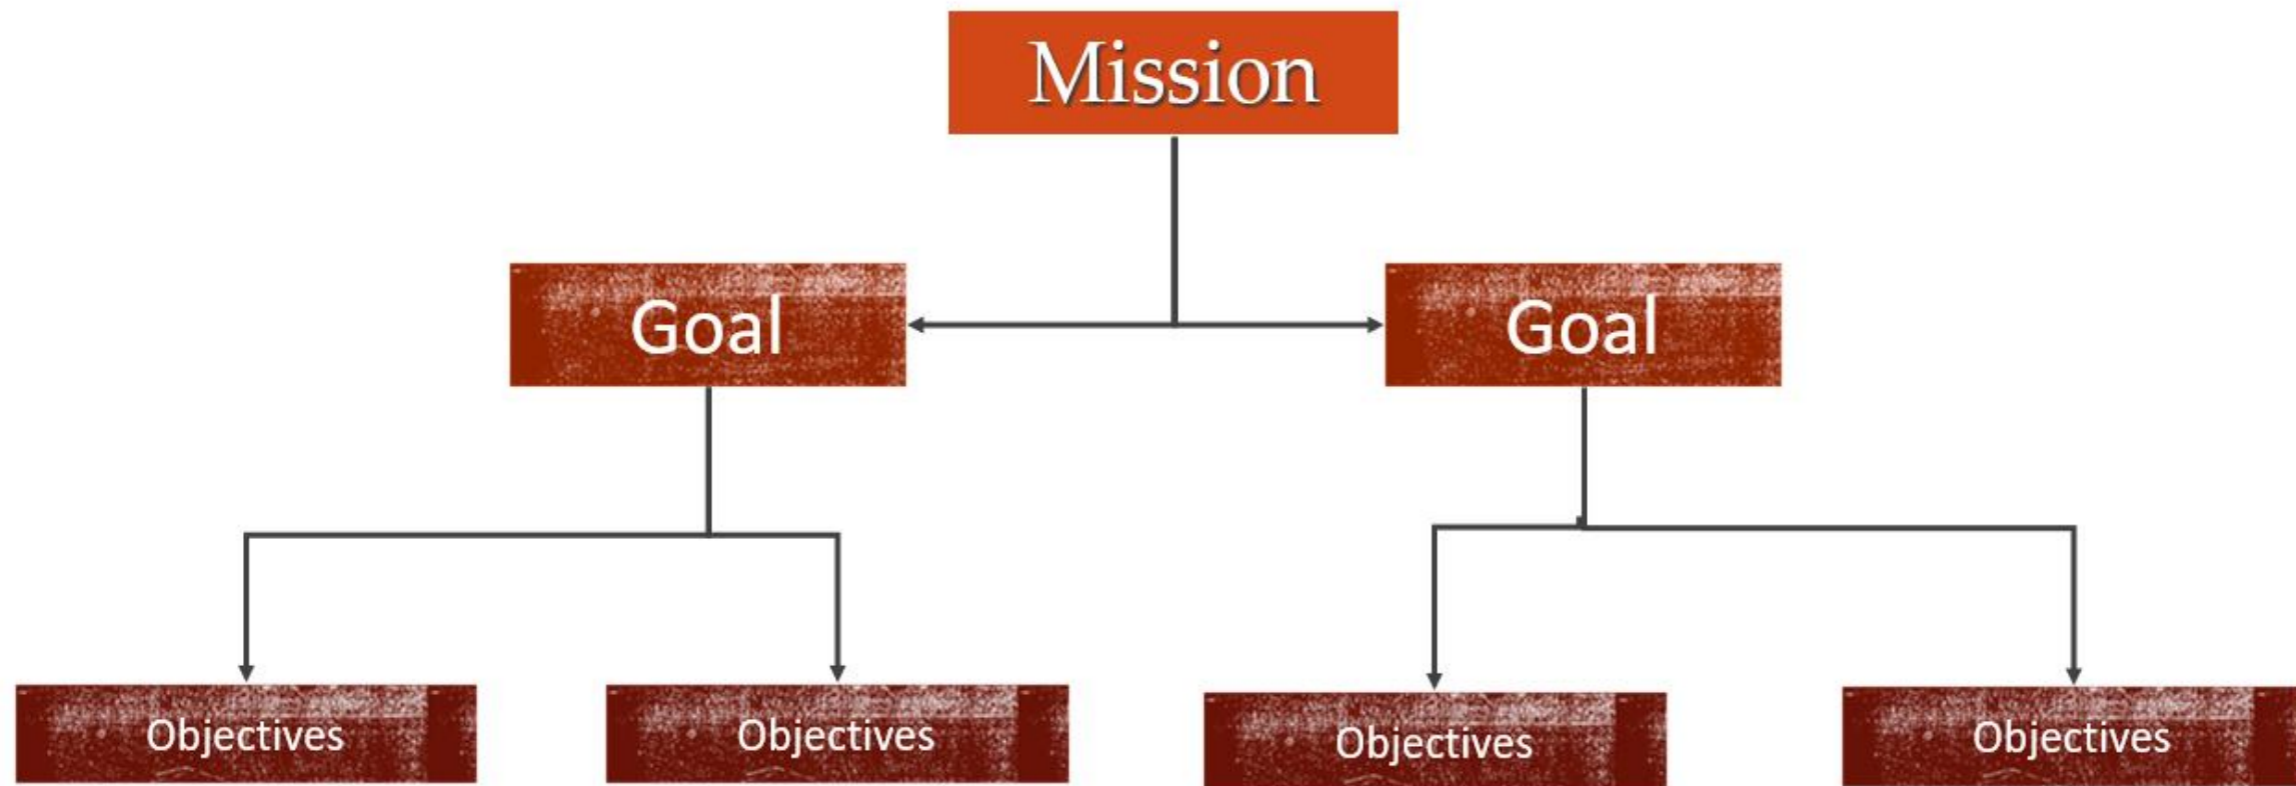 Mission
Goal
Goal
Objectives
Objectives
Objectives
Objectives